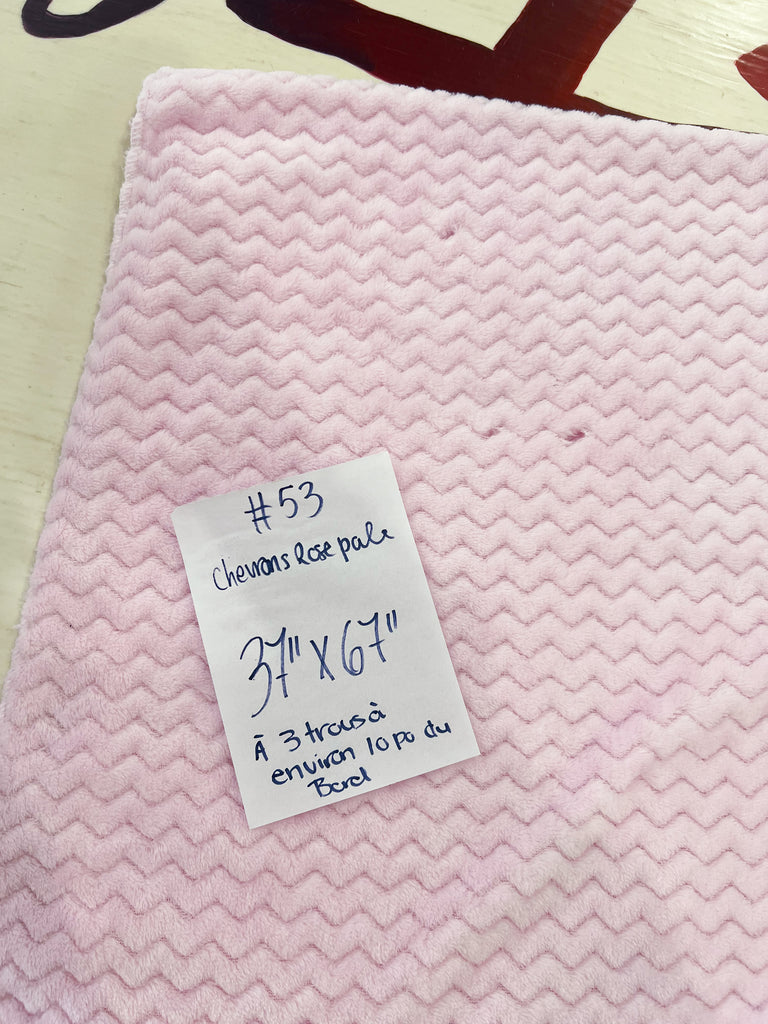 #53
Chevrons Rose pale
37" X 67"
À 3 trous à
environ 10 po du
Bord